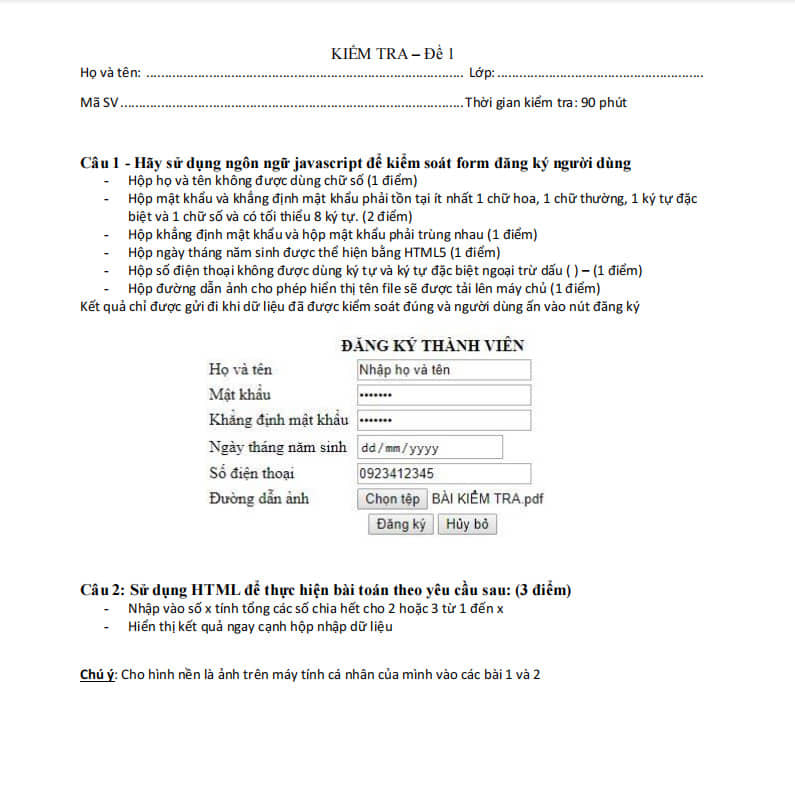 KIỂM TRA – Đề 1
Họ và tên: ........................................................................................ Lớp:.........................................................
Mã SV...............................................................................................Thời gian kiểm tra: 90 phút
Câu 1 - Hãy sử dụng ngôn ngữ javascript để kiểm soát form đăng ký người dùng
- Hộp họ và tên không được dùng chữ số (1 điểm)
- Hộp mật khẩu và khẳng định mật khẩu phải tồn tại ít nhất 1 chữ hoa, 1 chữ thường, 1 ký tự đặc
biệt và 1 chữ số và có tối thiểu 8 ký tự. (2 điểm)
- Hộp khẳng định mật khẩu và hộp mật khẩu phải trùng nhau (1 điểm)
- Hộp ngày tháng năm sinh được thể hiện bằng HTML5 (1 điểm)
- Hộp số điện thoại không được dùng ký tự và ký tự đặc biệt ngoại trừ dấu ( ) – (1 điểm)
- Hộp đường dẫn ảnh cho phép hiển thị tên file sẽ được tải lên máy chủ (1 điểm)
Kết quả chỉ được gửi đi khi dữ liệu đã được kiểm soát đúng và người dùng ấn vào nút đăng ký
ĐĂNG KÝ THÀNH VIÊN
Họ và tên Nhập họ và tên
Mật khẩu •••••••
Khẳng định mật khẩu •••••••
Ngày tháng năm sinh dd/mm/yyyy
Số điện thoại 0923412345
Đường dẫn ảnh Chọn tệp BÀI KIỂM TRA.pdf
Đăng ký Hủy bỏ
Câu 2: Sử dụng HTML để thực hiện bài toán theo yêu cầu sau: (3 điểm)
- Nhập vào số x tính tổng các số chia hết cho 2 hoặc 3 từ 1 đến x
- Hiển thị kết quả ngay cạnh hộp nhập dữ liệu
Chú ý: Cho hình nền là ảnh trên máy tính cá nhân của mình vào các bài 1 và 2